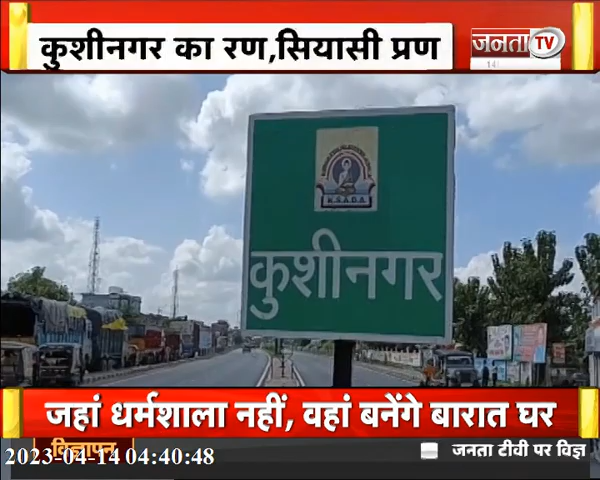 कुशीनगर का रण,सियासी प्रण
जनता TV
K.S.A.D.A.
कुशीनगर
जहां धर्मशाला नहीं, वहां बनेंगे बारात घर
विज्ञापन
जनता टीवी पर विज्ञ
2023-04-14 04:40:48